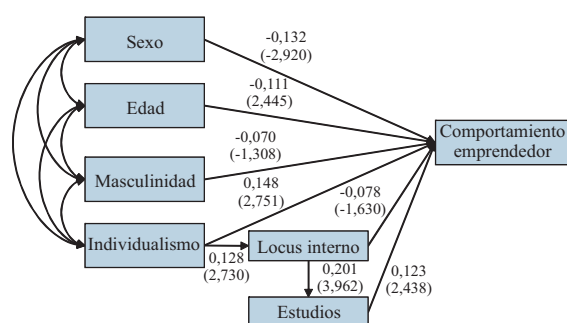 Sexo
-0,132
(-2,920)
Edad
-0,111
(2,445)
Comportamiento
emprendedor
Masculinidad
-0,070
(-1,308)
0,148
(2,751)
-0,078
(-1,630)
Individualismo
0,128
(2,730)
Locus interno
0,201
(3,962)
0,123
(2,438)
Estudios